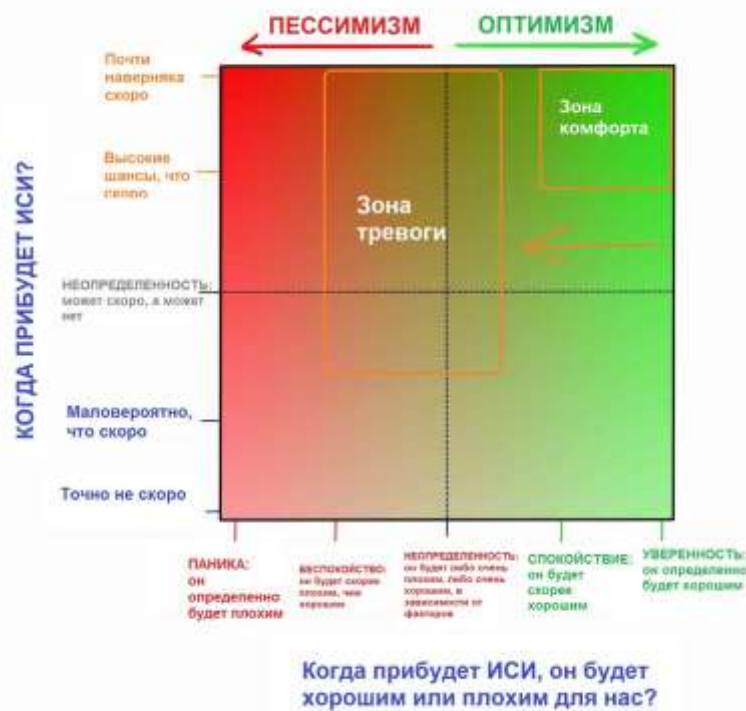 ПЕССИМИЗМ
ОПТИМИЗМ
Почти
наверняка
скоро
Высокие
шансы, что
скоро
НЕОПРЕДЕЛЕННОСТЬ:
может скоро, а может
нет
Маловероятно,
что скоро
Точно не скоро
КОГДА ПРИБУДЕТ ИСИ?
Зона
тревоги
Зона
комфорта
ПАНИКА:
он
определенно
будет плохим
БЕСПОКОЙСТВО:
он будет скорее
плохим, чем
хорошим
НЕОПРЕДЕЛЕННОСТЬ:
он будет либо очень
плохим, либо очень
хорошим, в
зависимости от
факторов
СПОКОЙСТВИЕ:
он будет
скорее
хорошим
УВЕРЕННОСТЬ:
он определенно
будет хорошим
Когда прибудет ИСИ, он будет
хорошим или плохим для нас?